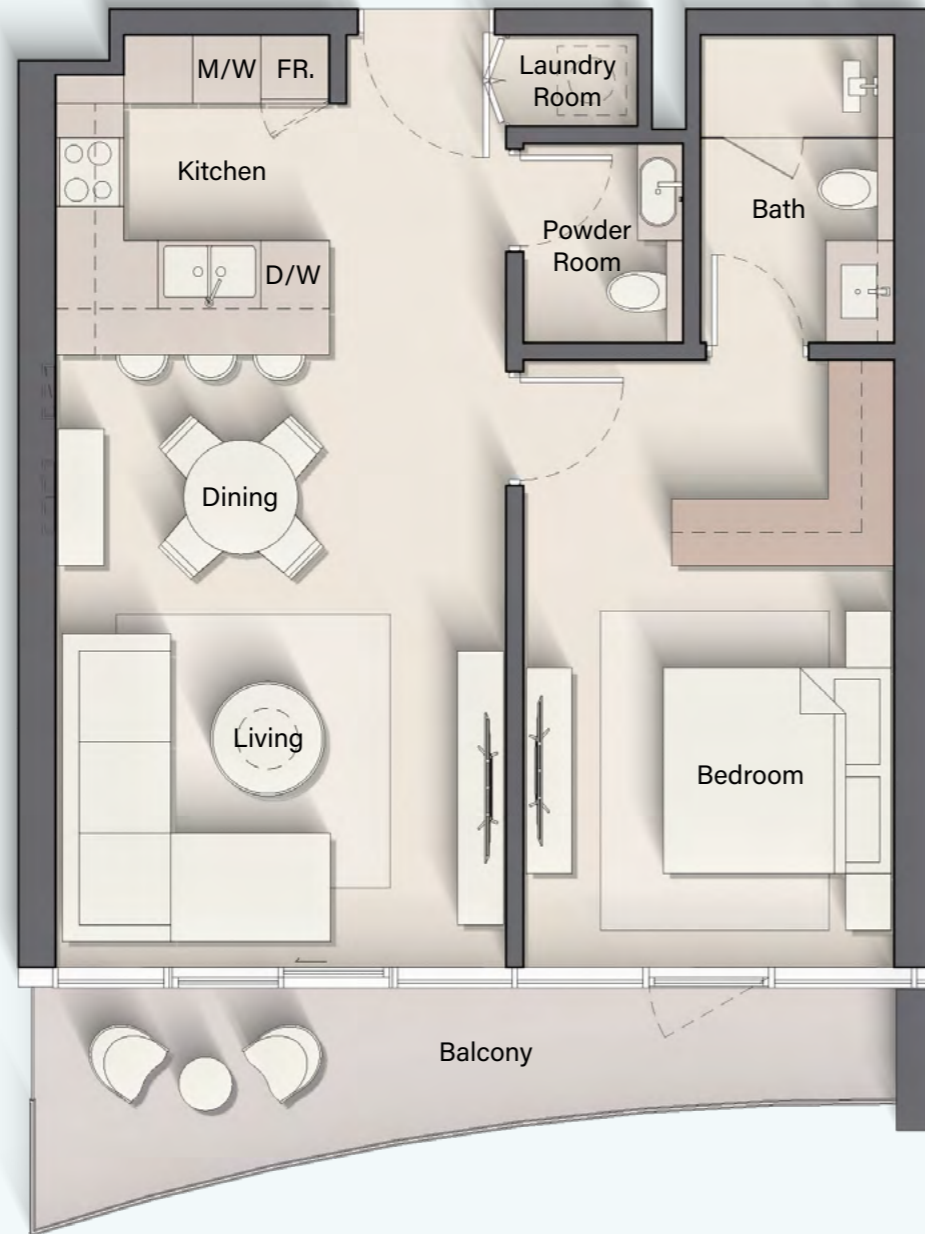 M/W
FR.
Laundry
Room
Kitchen
Powder
Room
Bath
D/W
Dining
Living
Bedroom
Balcony